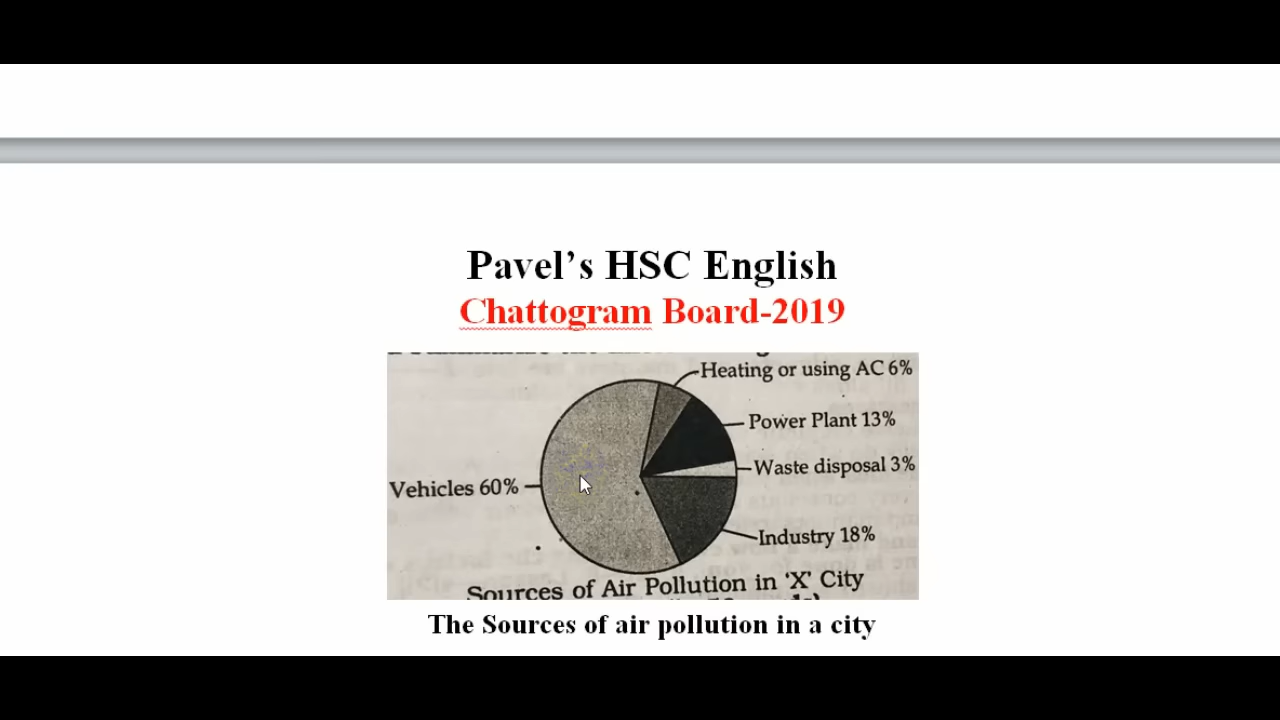 Pavel's HSC English
Chattogram Board-2019
Heating or using AC 6%
Power Plant 13%
Waste disposal 3%
Vehicles 60%
Industry 18%
Sources of Air Pollution in 'X' City
The Sources of air pollution in a city